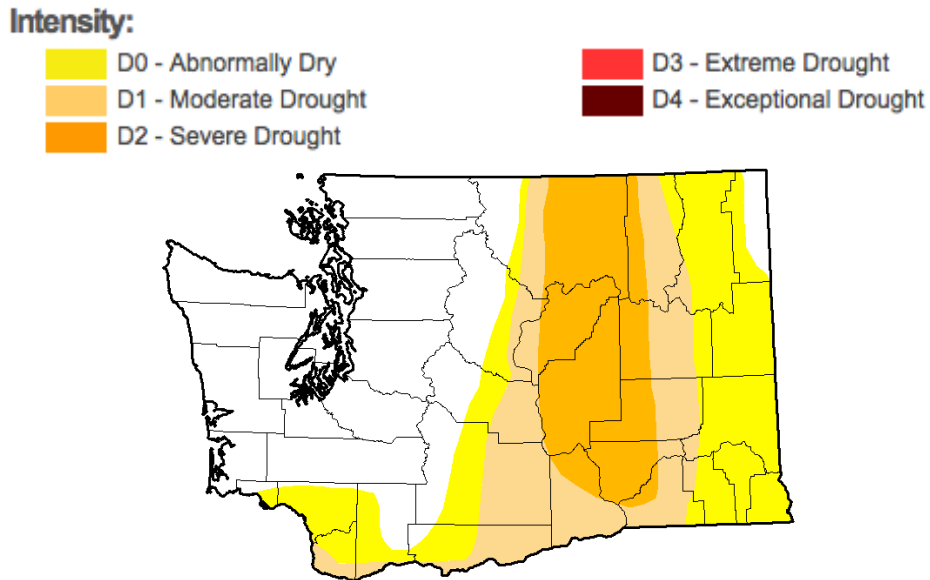 Intensity:
D0 - Abnormally Dry
D1 - Moderate Drought
D2 - Severe Drought
D3 - Extreme Drought
D4 - Exceptional Drought